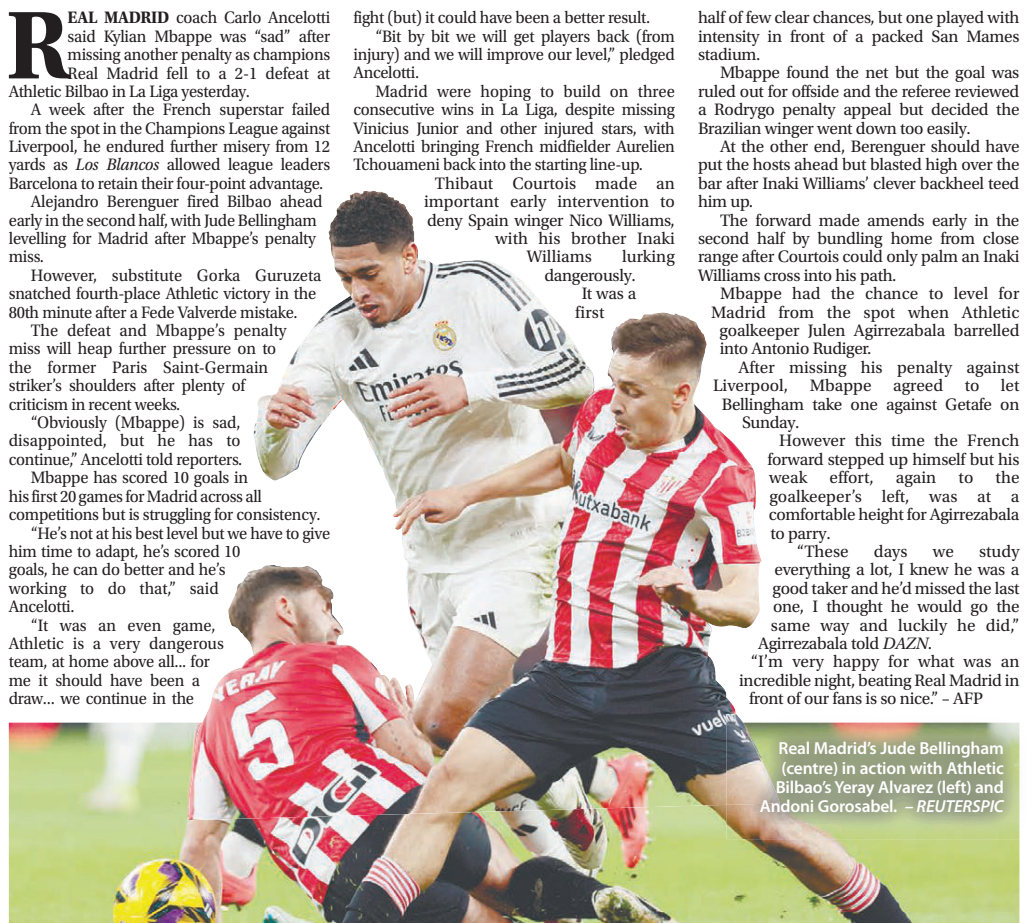 REAL MADRID coach Carlo Ancelotti
said Kylian Mbappe was “sad” after
missing another penalty as champions
Real Madrid fell to a 2-1 defeat at
Athletic Bilbao in La Liga yesterday.
A week after the French superstar failed
from the spot in the Champions League against
Liverpool, he endured further misery from 12
yards as Los Blancos allowed league leaders
Barcelona to retain their four-point advantage.
Alejandro Berenguer fired Bilbao ahead
early in the second half, with Jude Bellingham
levelling for Madrid after Mbappe’s penalty
miss.
However, substitute Gorka Guruzeta
snatched fourth-place Athletic victory in the
80th minute after a Fede Valverde mistake.
The defeat and Mbappe’s penalty
miss will heap further pressure on to
the former Paris Saint-Germain
striker’s shoulders after plenty of
criticism in recent weeks.
“Obviously (Mbappe) is sad,
disappointed, but he has to
continue,” Ancelotti told reporters.
Mbappe has scored 10 goals in
his first 20 games for Madrid across all
competitions but is struggling for consistency.
“He’s not at his best level but we have to give
him time to adapt, he’s scored 10
goals, he can do better and he’s
working to do that,” said
Ancelotti.
“It was an even game,
Athletic is a very dangerous
team, at home above all... for
me it should have been a
draw... we continue in the
fight (but) it could have been a better result.
“Bit by bit we will get players back (from
injury) and we will improve our level,” pledged
Ancelotti.
Madrid were hoping to build on three
consecutive wins in La Liga, despite missing
Vinicius Junior and other injured stars, with
Ancelotti bringing French midfielder Aurelien
Tchouameni back into the starting line-up.
Thibaut Courtois made an
important early intervention to
deny Spain winger Nico Williams,
with his brother Inaki
Williams lurking
dangerously.
It was a
first
half of few clear chances, but one played with
intensity in front of a packed San Mames
stadium.
Mbappe found the net but the goal was
ruled out for offside and the referee reviewed
a Rodrygo penalty appeal but decided the
Brazilian winger went down too easily.
At the other end, Berenguer should have
put the hosts ahead but blasted high over the
bar after Inaki Williams’ clever backheel teed
him up.
The forward made amends early in the
second half by bundling home from close
range after Courtois could only palm an Inaki
Williams cross into his path.
Mbappe had the chance to level for
Madrid from the spot when Athletic
goalkeeper Julen Agirrezabala barrelled
into Antonio Rudiger.
After missing his penalty against
Liverpool, Mbappe agreed to let
Bellingham take one against Getafe on
Sunday.
However this time the French
forward stepped up himself but his
weak effort, again to the
goalkeeper’s left, was at a
comfortable height for Agirrezabala
to parry.
“These days we study
everything a lot, I knew he was a
good taker and he’d missed the last
one, I thought he would go the
same way and luckily he did,”
Agirrezabala told DAZN.
“I’m very happy for what was an
incredible night, beating Real Madrid in
front of our fans is so nice.” – AFP
hp
Emirates
Kutxabank
YERAY
5
DIGI
vueling
Real Madrid’s Jude Bellingham
(centre) in action with Athletic
Bilbao’s Yeray Alvarez (left) and
Andoni Gorosabel. – REUTERSPIC